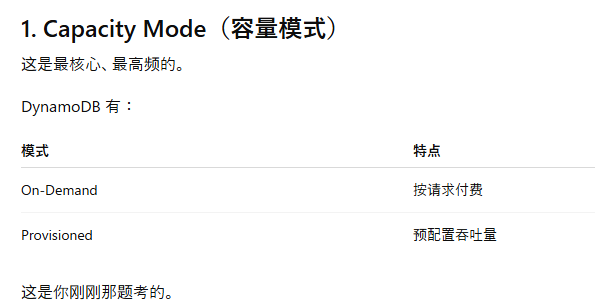 1. Capacity Mode（容量模式）
这是最核心、最高频的。
DynamoDB 有：
模式 特点
On-Demand 按请求付费
Provisioned 预配置吞吐量
这是你刚刚那题考的。